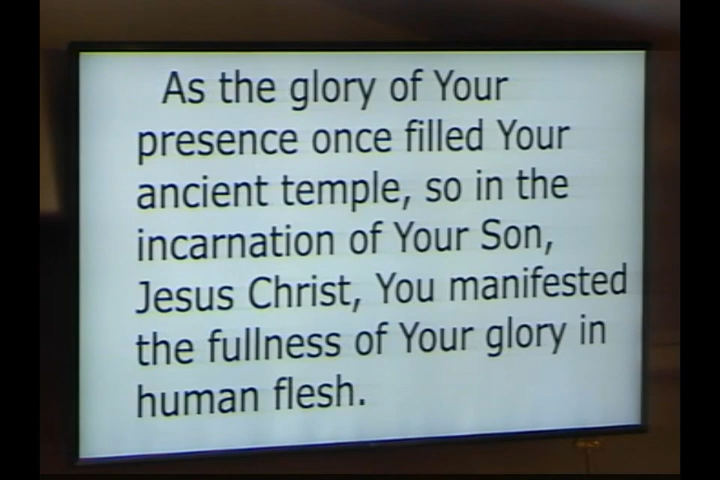 As the glory of Your
presence once filled Your
ancient temple, so in the
incarnation of Your Son,
Jesus Christ, You manifested
the fullness of Your glory in
human flesh.